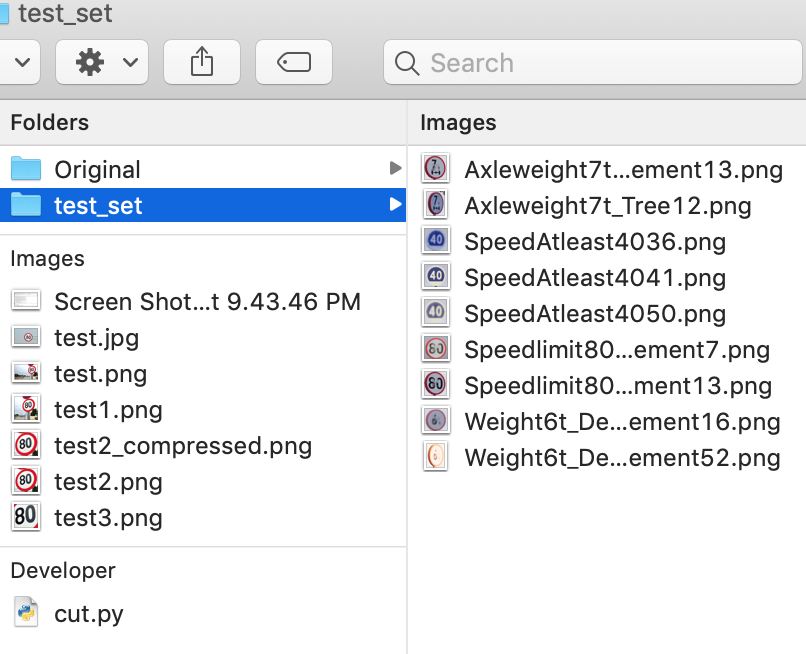 test_set
Search
Folders
Original
test_set
Images
Screen Shot...t 9.43.46 PM
test.jpg
test.png
test1.png
test2_compressed.png
test2.png
test3.png
Developer
cut.py
Images
Axleweight7t...ement13.png
Axleweight7t_Tree12.png
SpeedAtleast4036.png
SpeedAtleast4041.png
SpeedAtleast4050.png
Speedlimit80...ement7.png
Speedlimit80...ment13.png
Weight6t_De...ement16.png
Weight6t_De...ement52.png